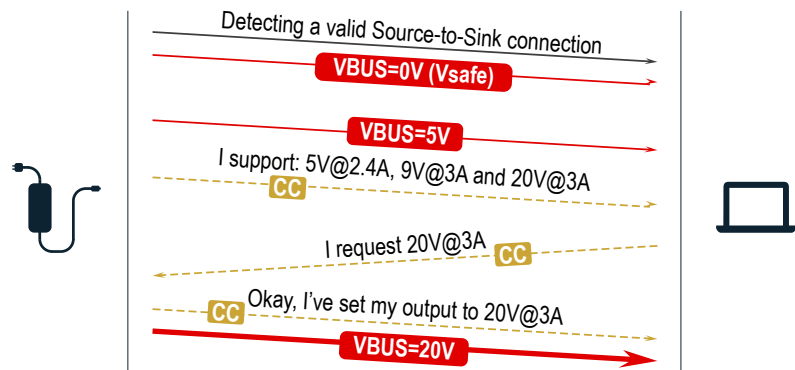 Detecting a valid Source-to-Sink connection
VBUS=0V (Vsafe)
VBUS=5V
I support: 5V@2.4A, 9V@3A and 20V@3A
CC
I request 20V@3A
CC
CC
Okay, I've set my output to 20V@3A
VBUS=20V